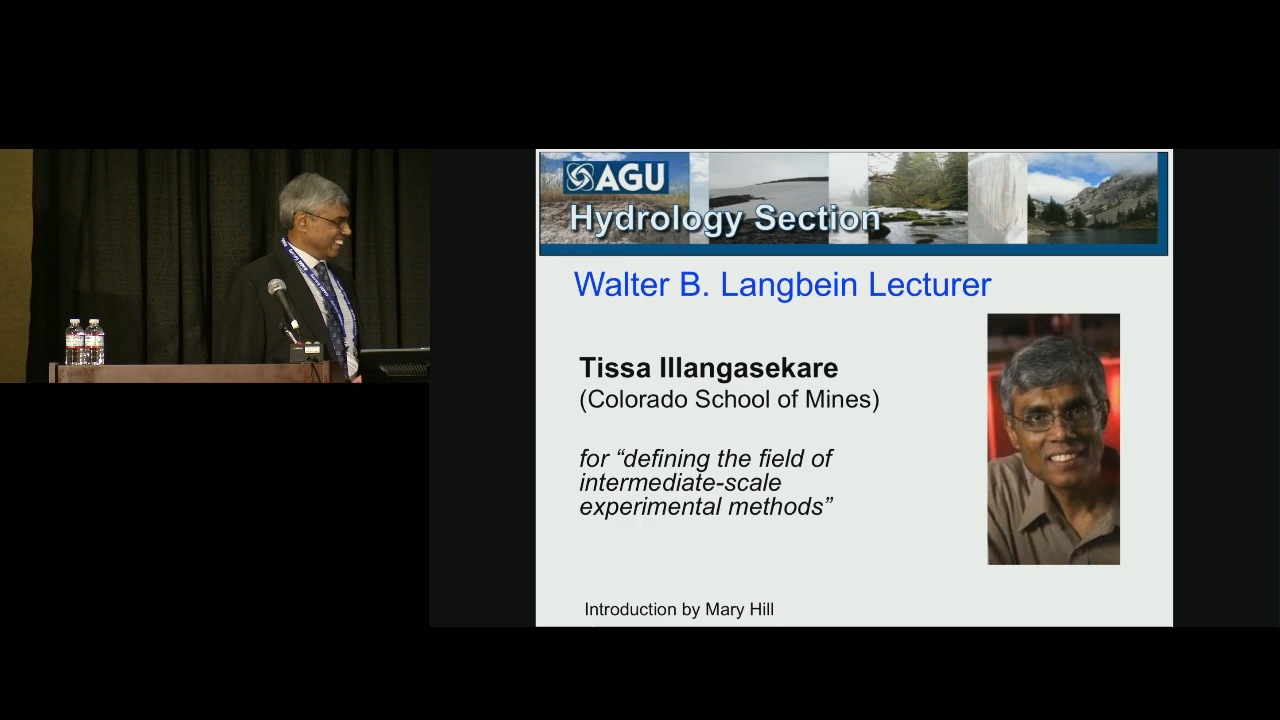 AGU
Hydrology Section
Walter B. Langbein Lecturer
Tissa Illangasekare
(Colorado School of Mines)
for “defining the field of
intermediate-scale
experimental methods”
Introduction by Mary Hill